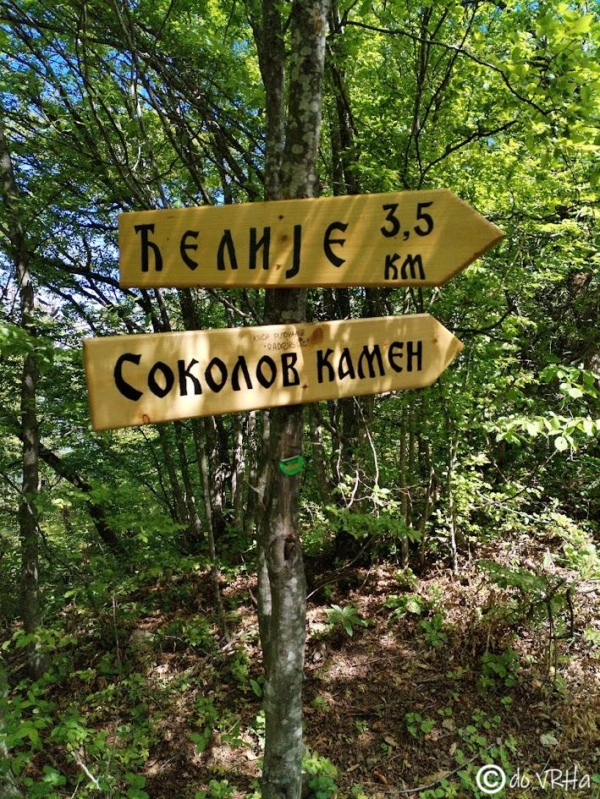 Ћелије 3,5
км
Соколов камен
© do VRHa